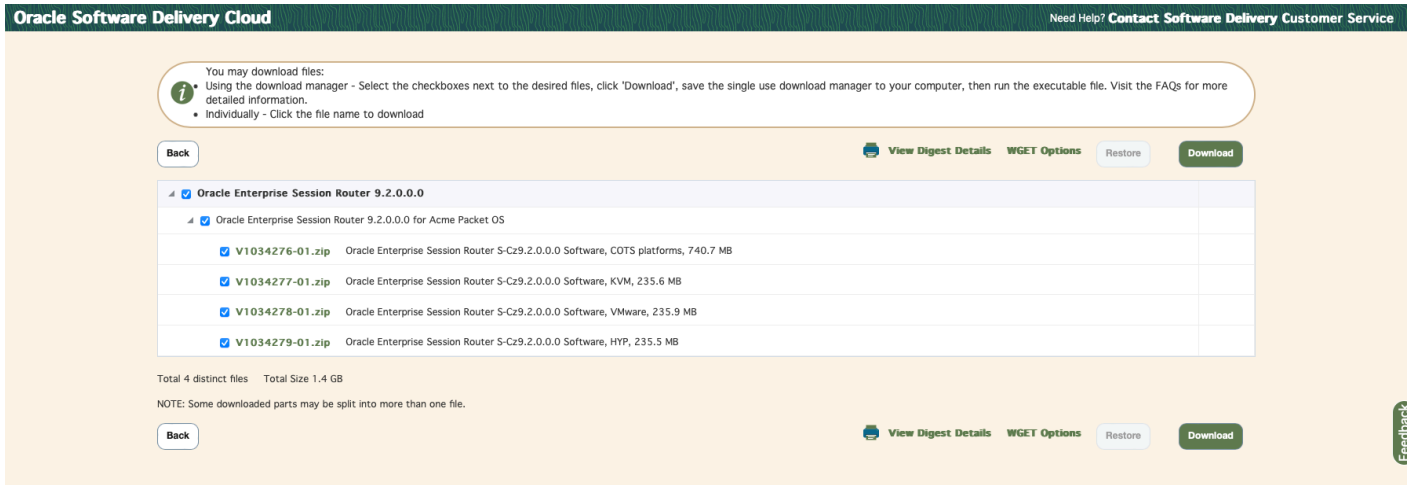 Oracle Software Delivery Cloud
Need Help? Contact Software Delivery Customer Service
You may download files:
• Using the download manager - Select the checkboxes next to the desired files, click 'Download', save the single use download manager to your computer, then run the executable file. Visit the FAQs for more
detailed information.
• Individually - Click the file name to download
Back
View Digest Details WGET Options Restore Download
Oracle Enterprise Session Router 9.2.0.0.0
Oracle Enterprise Session Router 9.2.0.0.0 for Acme Packet OS
V1034276-01.zip Oracle Enterprise Session Router S-Cz9.2.0.0.0 Software, COTS platforms, 740.7 MB
V1034277-01.zip Oracle Enterprise Session Router S-Cz9.2.0.0.0 Software, KVM, 235.6 MB
V1034278-01.zip Oracle Enterprise Session Router S-Cz9.2.0.0.0 Software, VMware, 235.9 MB
V1034279-01.zip Oracle Enterprise Session Router S-Cz9.2.0.0.0 Software, HYP, 235.5 MB
Total 4 distinct files Total Size 1.4 GB
NOTE: Some downloaded parts may be split into more than one file.
Back
View Digest Details WGET Options Restore Download
Feedback